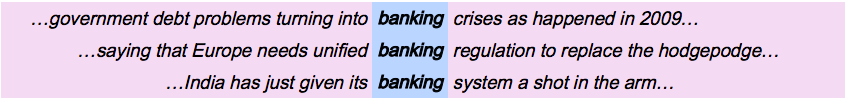 …government debt problems turning into banking crises as happened in 2009…
…saying that Europe needs unified banking regulation to replace the hodgepodge…
…India has just given its banking system a shot in the arm…